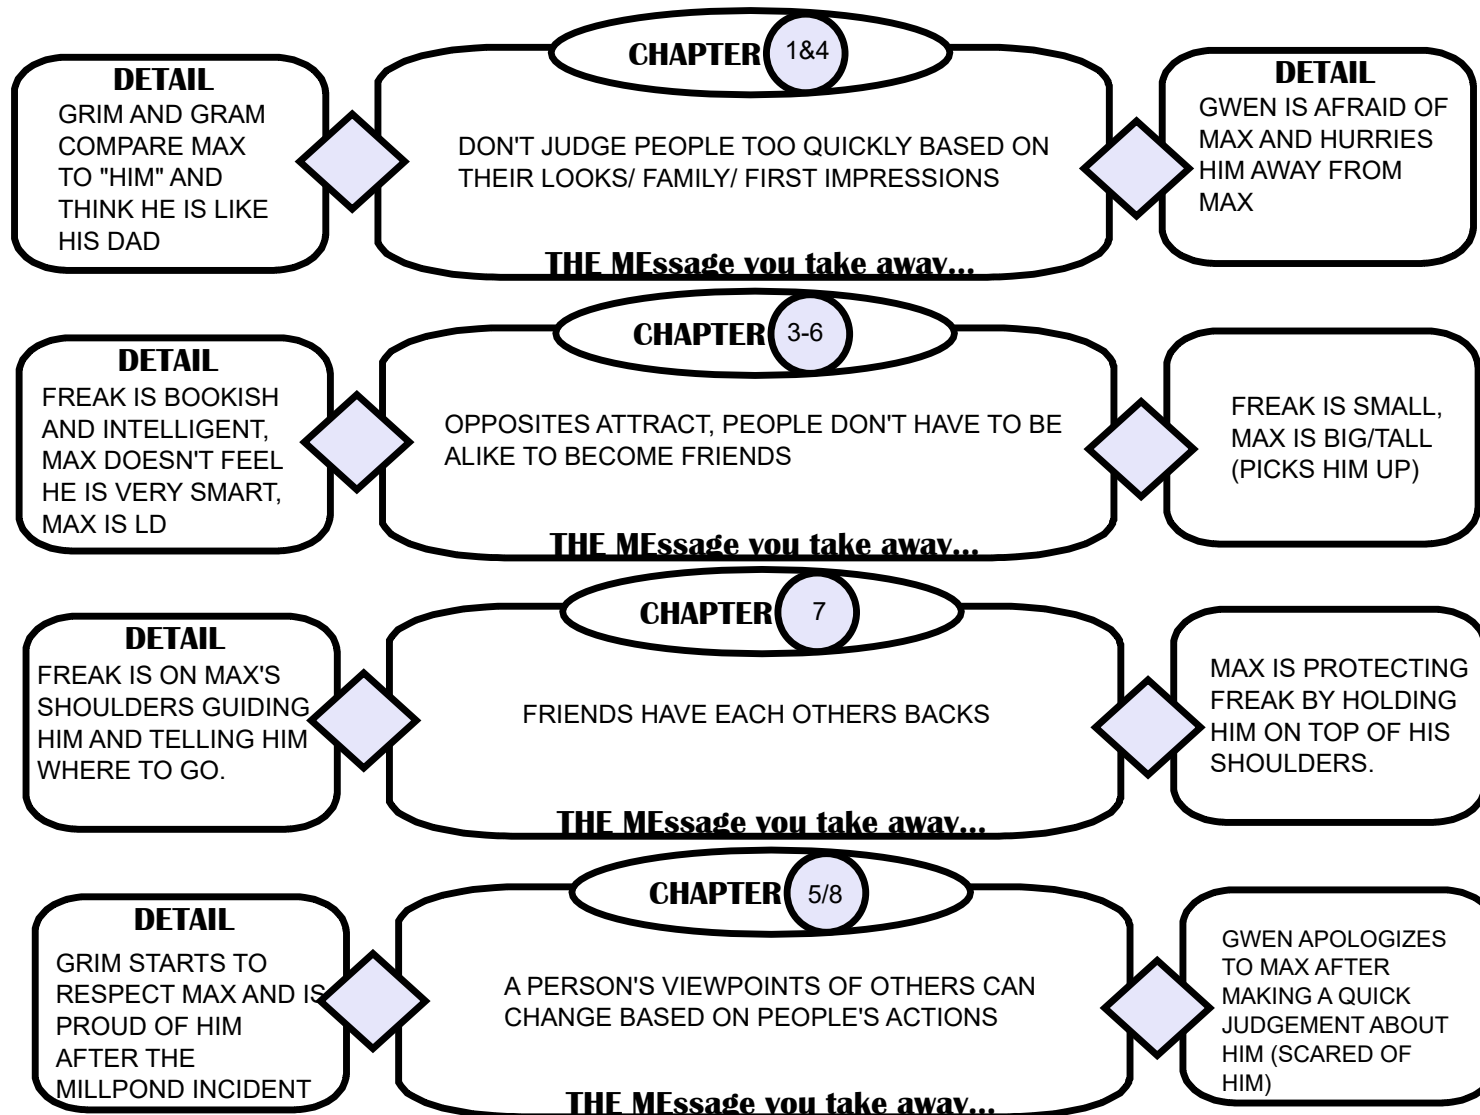 CHAPTER 1&4
DETAIL
GRIM AND GRAM
COMPARE MAX
TO "HIM" AND
THINK HE IS LIKE
HIS DAD
DON'T JUDGE PEOPLE TOO QUICKLY BASED ON
THEIR LOOKS/ FAMILY/ FIRST IMPRESSIONS
THE MEssage you take away...
DETAIL
GWEN IS AFRAID OF
MAX AND HURRIES
HIM AWAY FROM
MAX
CHAPTER 3-6
DETAIL
FREAK IS BOOKISH
AND INTELLIGENT,
MAX DOESN'T FEEL
HE IS VERY SMART,
MAX IS LD
OPPOSITES ATTRACT, PEOPLE DON'T HAVE TO BE
ALIKE TO BECOME FRIENDS
THE MEssage you take away...
FREAK IS SMALL,
MAX IS BIG/TALL
(PICKS HIM UP)
CHAPTER 7
DETAIL
FREAK IS ON MAX'S
SHOULDERS GUIDING
HIM AND TELLING HIM
WHERE TO GO.
FRIENDS HAVE EACH OTHERS BACKS
THE MEssage you take away...
MAX IS PROTECTING
FREAK BY HOLDING
HIM ON TOP OF HIS
SHOULDERS.
CHAPTER 5/8
DETAIL
GRIM STARTS TO
RESPECT MAX AND IS
PROUD OF HIM
AFTER THE
MILLPOND INCIDENT
A PERSON'S VIEWPOINTS OF OTHERS CAN
CHANGE BASED ON PEOPLE'S ACTIONS
THE MEssage you take away...
GWEN APOLOGIZES
TO MAX AFTER
MAKING A QUICK
JUDGEMENT ABOUT
HIM (SCARED OF
HIM)